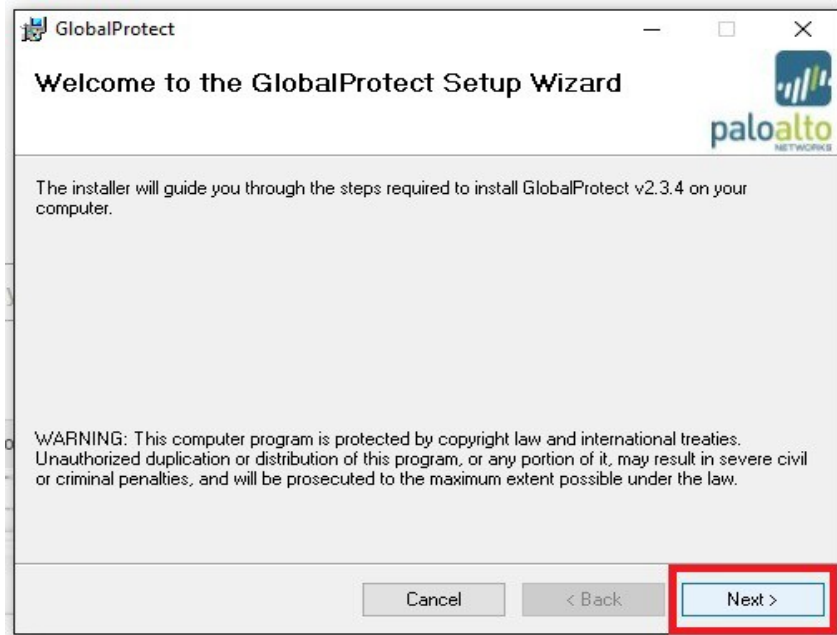 GlobalProtect
Welcome to the GlobalProtect Setup Wizard
paloalto
NETWORKS
The installer will guide you through the steps required to install GlobalProtect v2.3.4 on your
computer.
WARNING: This computer program is protected by copyright law and international treaties.
Unauthorized duplication or distribution of this program, or any portion of it, may result in severe civil
or criminal penalties, and will be prosecuted to the maximum extent possible under the law.
Cancel
< Back
Next >